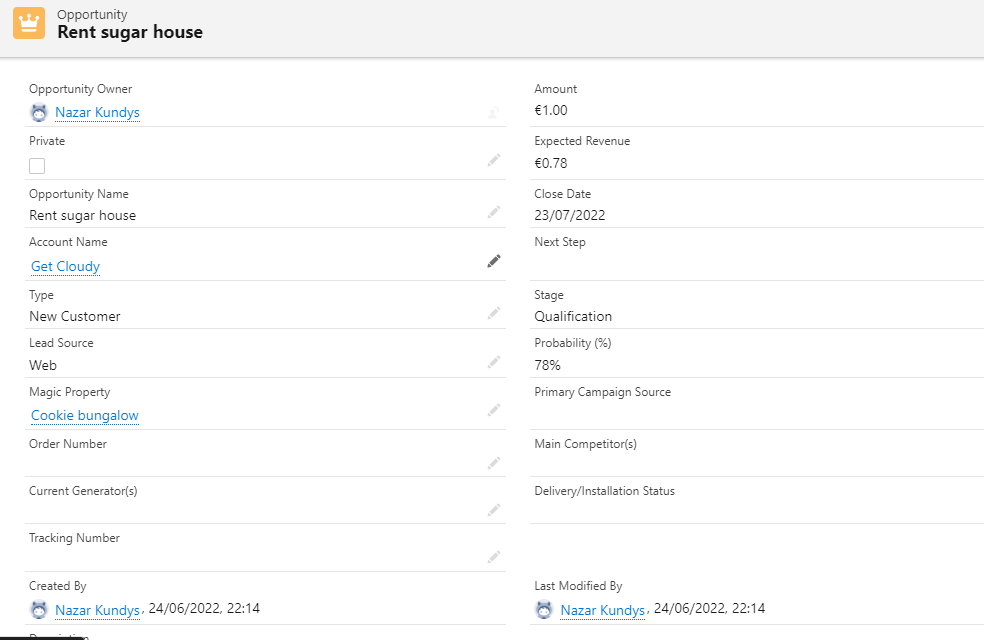 Opportunity
Rent sugar house
Opportunity Owner
Nazar Kundys
Amount
€1.00
Private
Expected Revenue
€0.78
Opportunity Name
Rent sugar house
Close Date
23/07/2022
Account Name
Get Cloudy
Next Step
Type
New Customer
Stage
Qualification
Lead Source
Web
Probability (%)
78%
Magic Property
Cookie bungalow
Primary Campaign Source
Order Number
Main Competitor(s)
Current Generator(s)
Delivery/Installation Status
Tracking Number
Created By
Nazar Kundys, 24/06/2022, 22:14
Last Modified By
Nazar Kundys, 24/06/2022, 22:14
Description